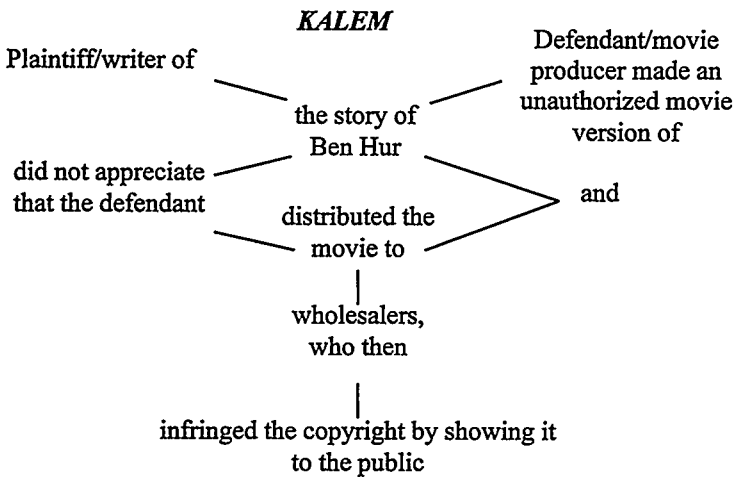 KALEM
Plaintiff/writer of
Defendant/movie
producer made an
unauthorized movie
version of
the story of
Ben Hur
did not appreciate
that the defendant
and
distributed the
movie to
wholesalers,
who then
infringed the copyright by showing it
to the public